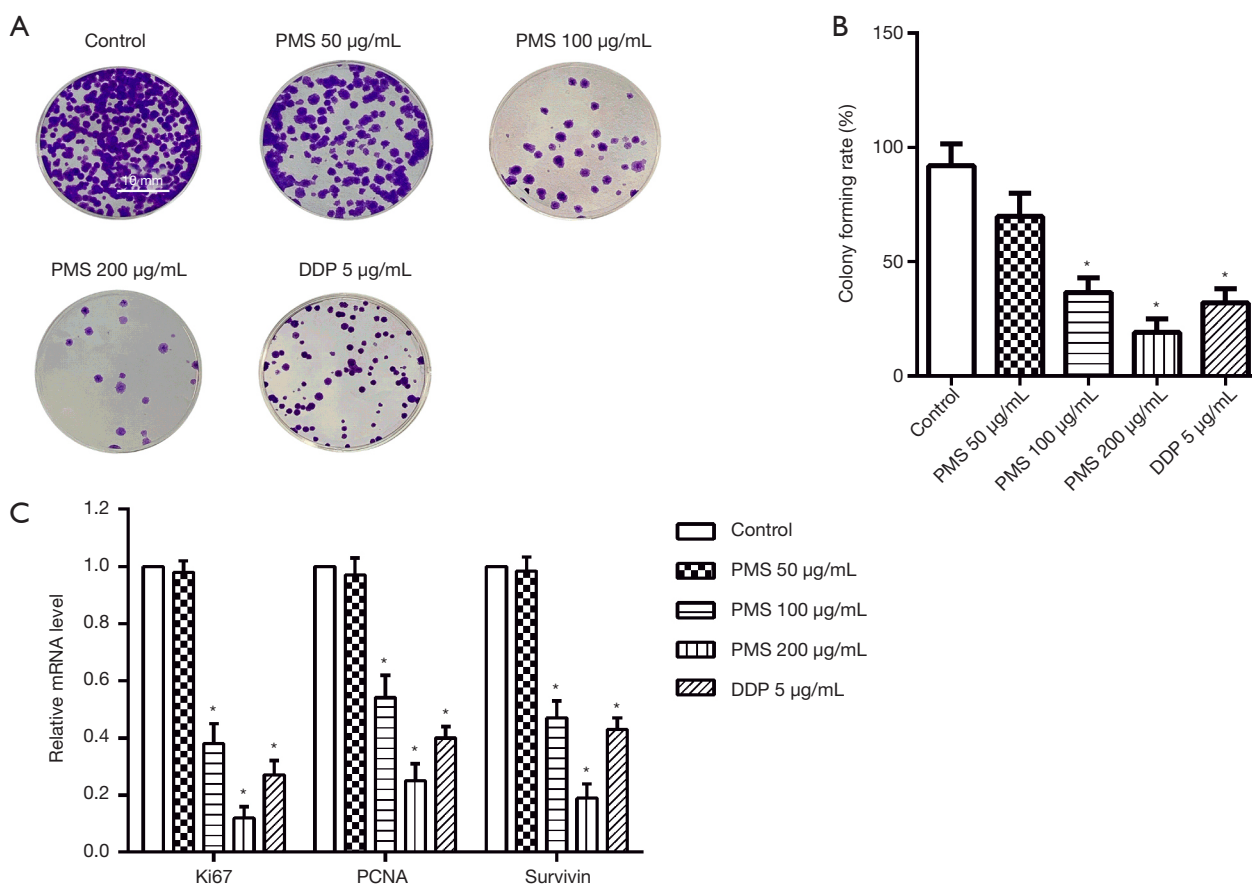 A
Control
PMS 50 µg/mL
PMS 100 µg/mL
10 mm
PMS 200 µg/mL
DDP 5 µg/mL
B
150
100
50
0
Colony forming rate (%)
*
*
*
Control
PMS 50 µg/mL
PMS 100 µg/mL
PMS 200 µg/mL
DDP 5 µg/mL
C
1.2
1.0
0.8
0.6
0.4
0.2
0.0
Relative mRNA level
*
*
*
*
*
*
*
*
*
Ki67
PCNA
Survivin
Control
PMS 50 µg/mL
PMS 100 µg/mL
PMS 200 µg/mL
DDP 5 µg/mL